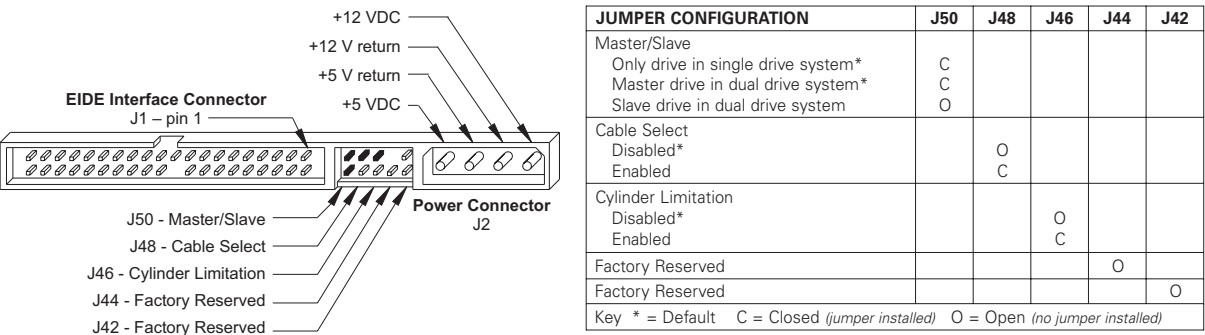 +12 VDC
+12 V return
+5 V return
+5 VDC
EIDE Interface Connector
J1 – pin 1
J50 - Master/Slave
J48 - Cable Select
J46 - Cylinder Limitation
J44 - Factory Reserved
J42 - Factory Reserved
Power Connector
J2
JUMPER CONFIGURATION J50 J48 J46 J44 J42
Master/Slave
Only drive in single drive system* C
Master drive in dual drive system* C
Slave drive in dual drive system O
Cable Select
Disabled* O
Enabled C
Cylinder Limitation
Disabled* O
Enabled C
Factory Reserved O
Factory Reserved O
Key * = Default C = Closed (jumper installed) O = Open (no jumper installed)